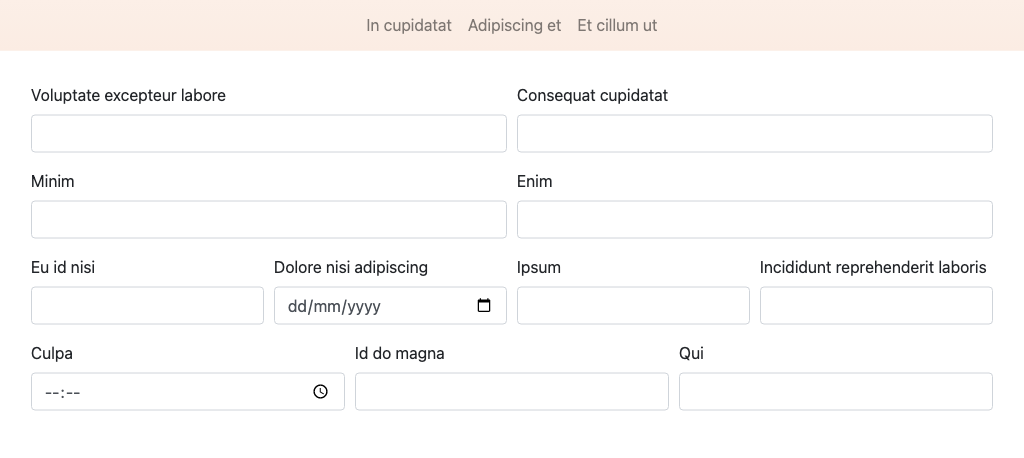 In cupidatat Adipiscing et Et cillum ut
Voluptate excepteur labore Consequat cupidatat
Minim Enim
Eu id nisi Dolore nisi adipiscing Ipsum Incididunt reprehenderit laboris
dd/mm/yyyy
Culpa Id do magna Qui
--:--